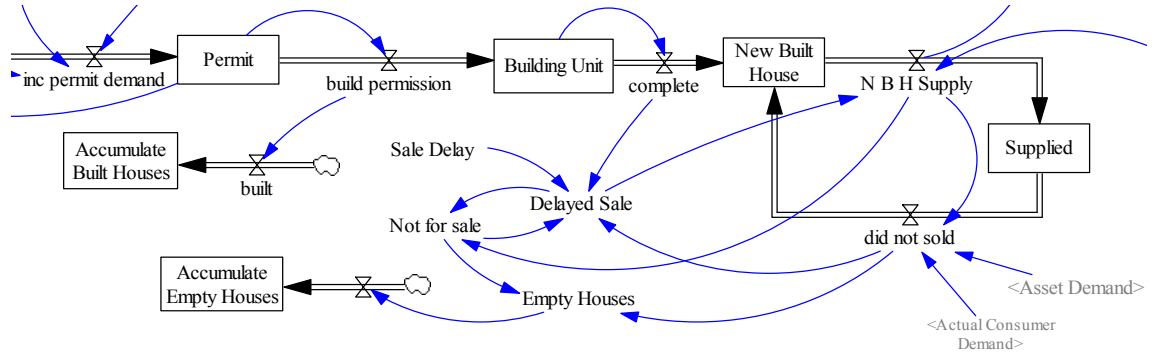 inc permit demand
Permit
build permission
Building Unit
complete
New Built
House
N B H Supply
Accumulate
Built Houses
built
Sale Delay
Supplied
Delayed Sale
Not for sale
did not sold
Accumulate
Empty Houses
Empty Houses
<Asset Demand>
<Actual Consumer
Demand>